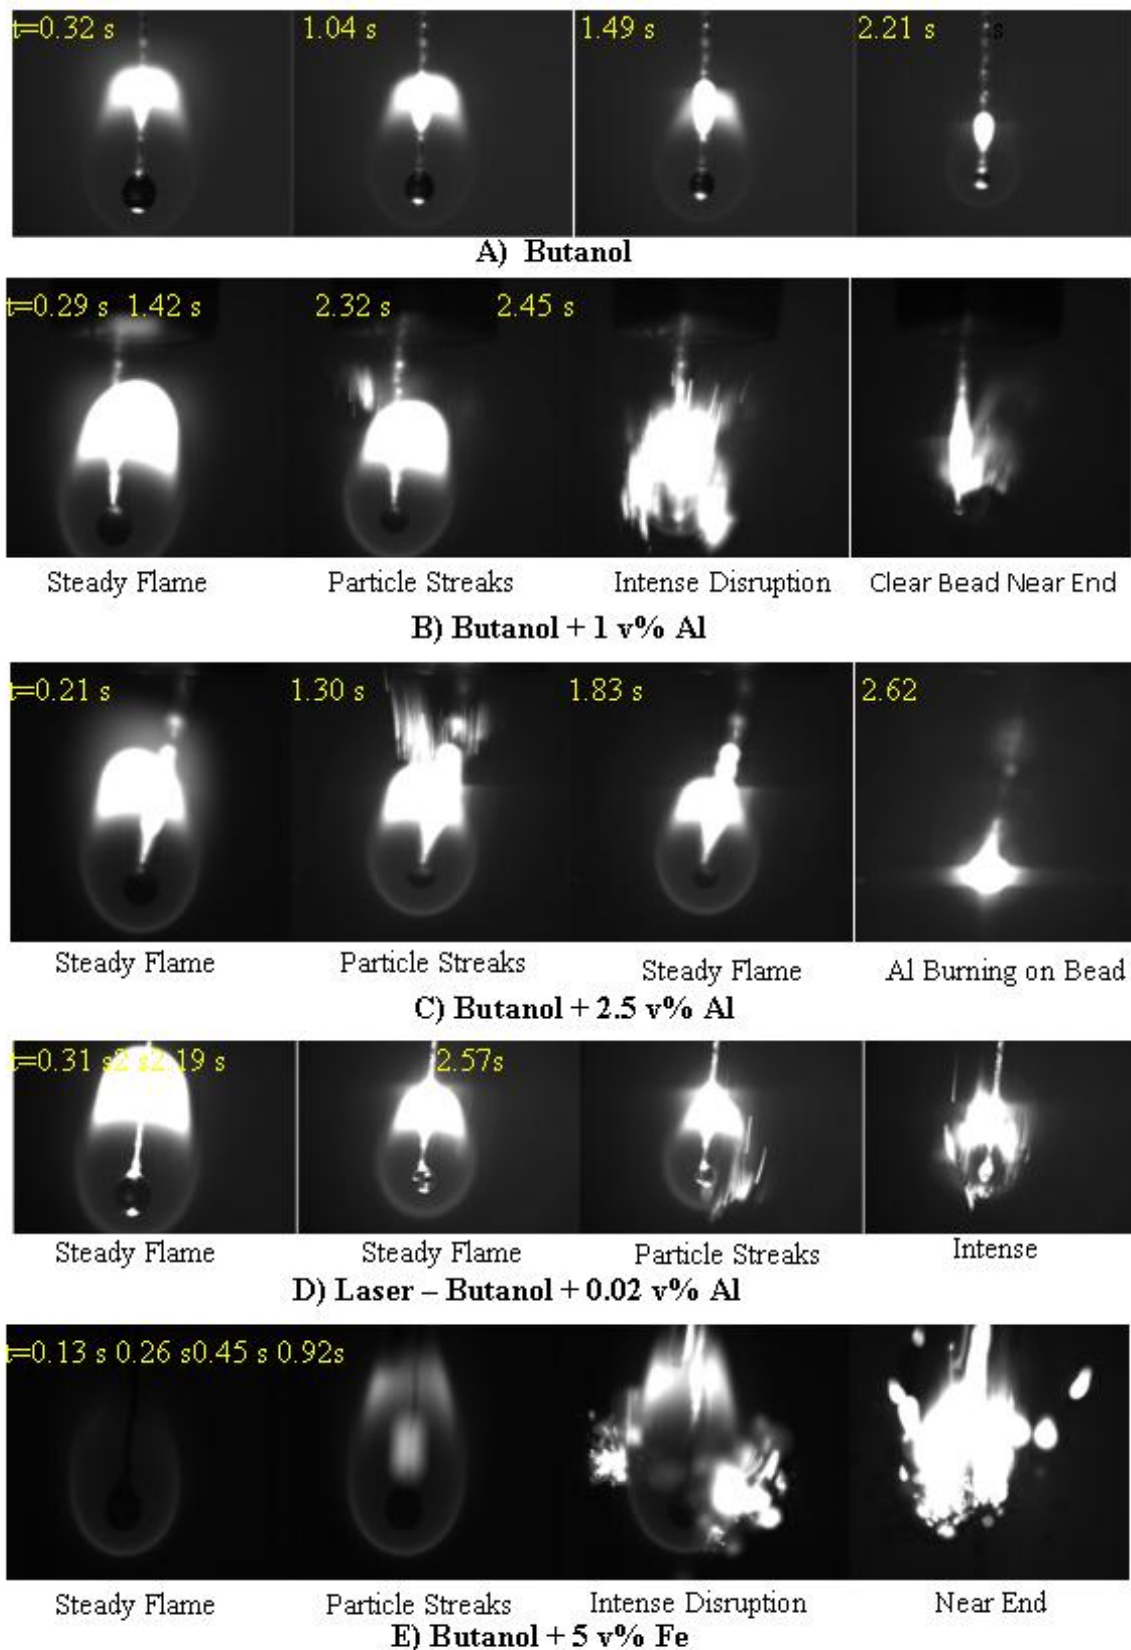 t=0.32 s 1.04 s 1.49 s 2.21 s s
A) Butanol
t=0.29 s 1.42 s 2.32 s 2.45 s
Steady Flame Particle Streaks Intense Disruption Clear Bead Near End
B) Butanol + 1 v% Al
t=0.21 s 1.30 s 1.83 s 2.62
Steady Flame Particle Streaks Steady Flame Al Burning on Bead
C) Butanol + 2.5 v% Al
t=0.31 s2 s2.19 s 2.57s
Steady Flame Steady Flame Particle Streaks Intense
D) Laser – Butanol + 0.02 v% Al
t=0.13 s 0.26 s0.45 s 0.92s
Steady Flame Particle Streaks Intense Disruption Near End
E) Butanol + 5 v% Fe